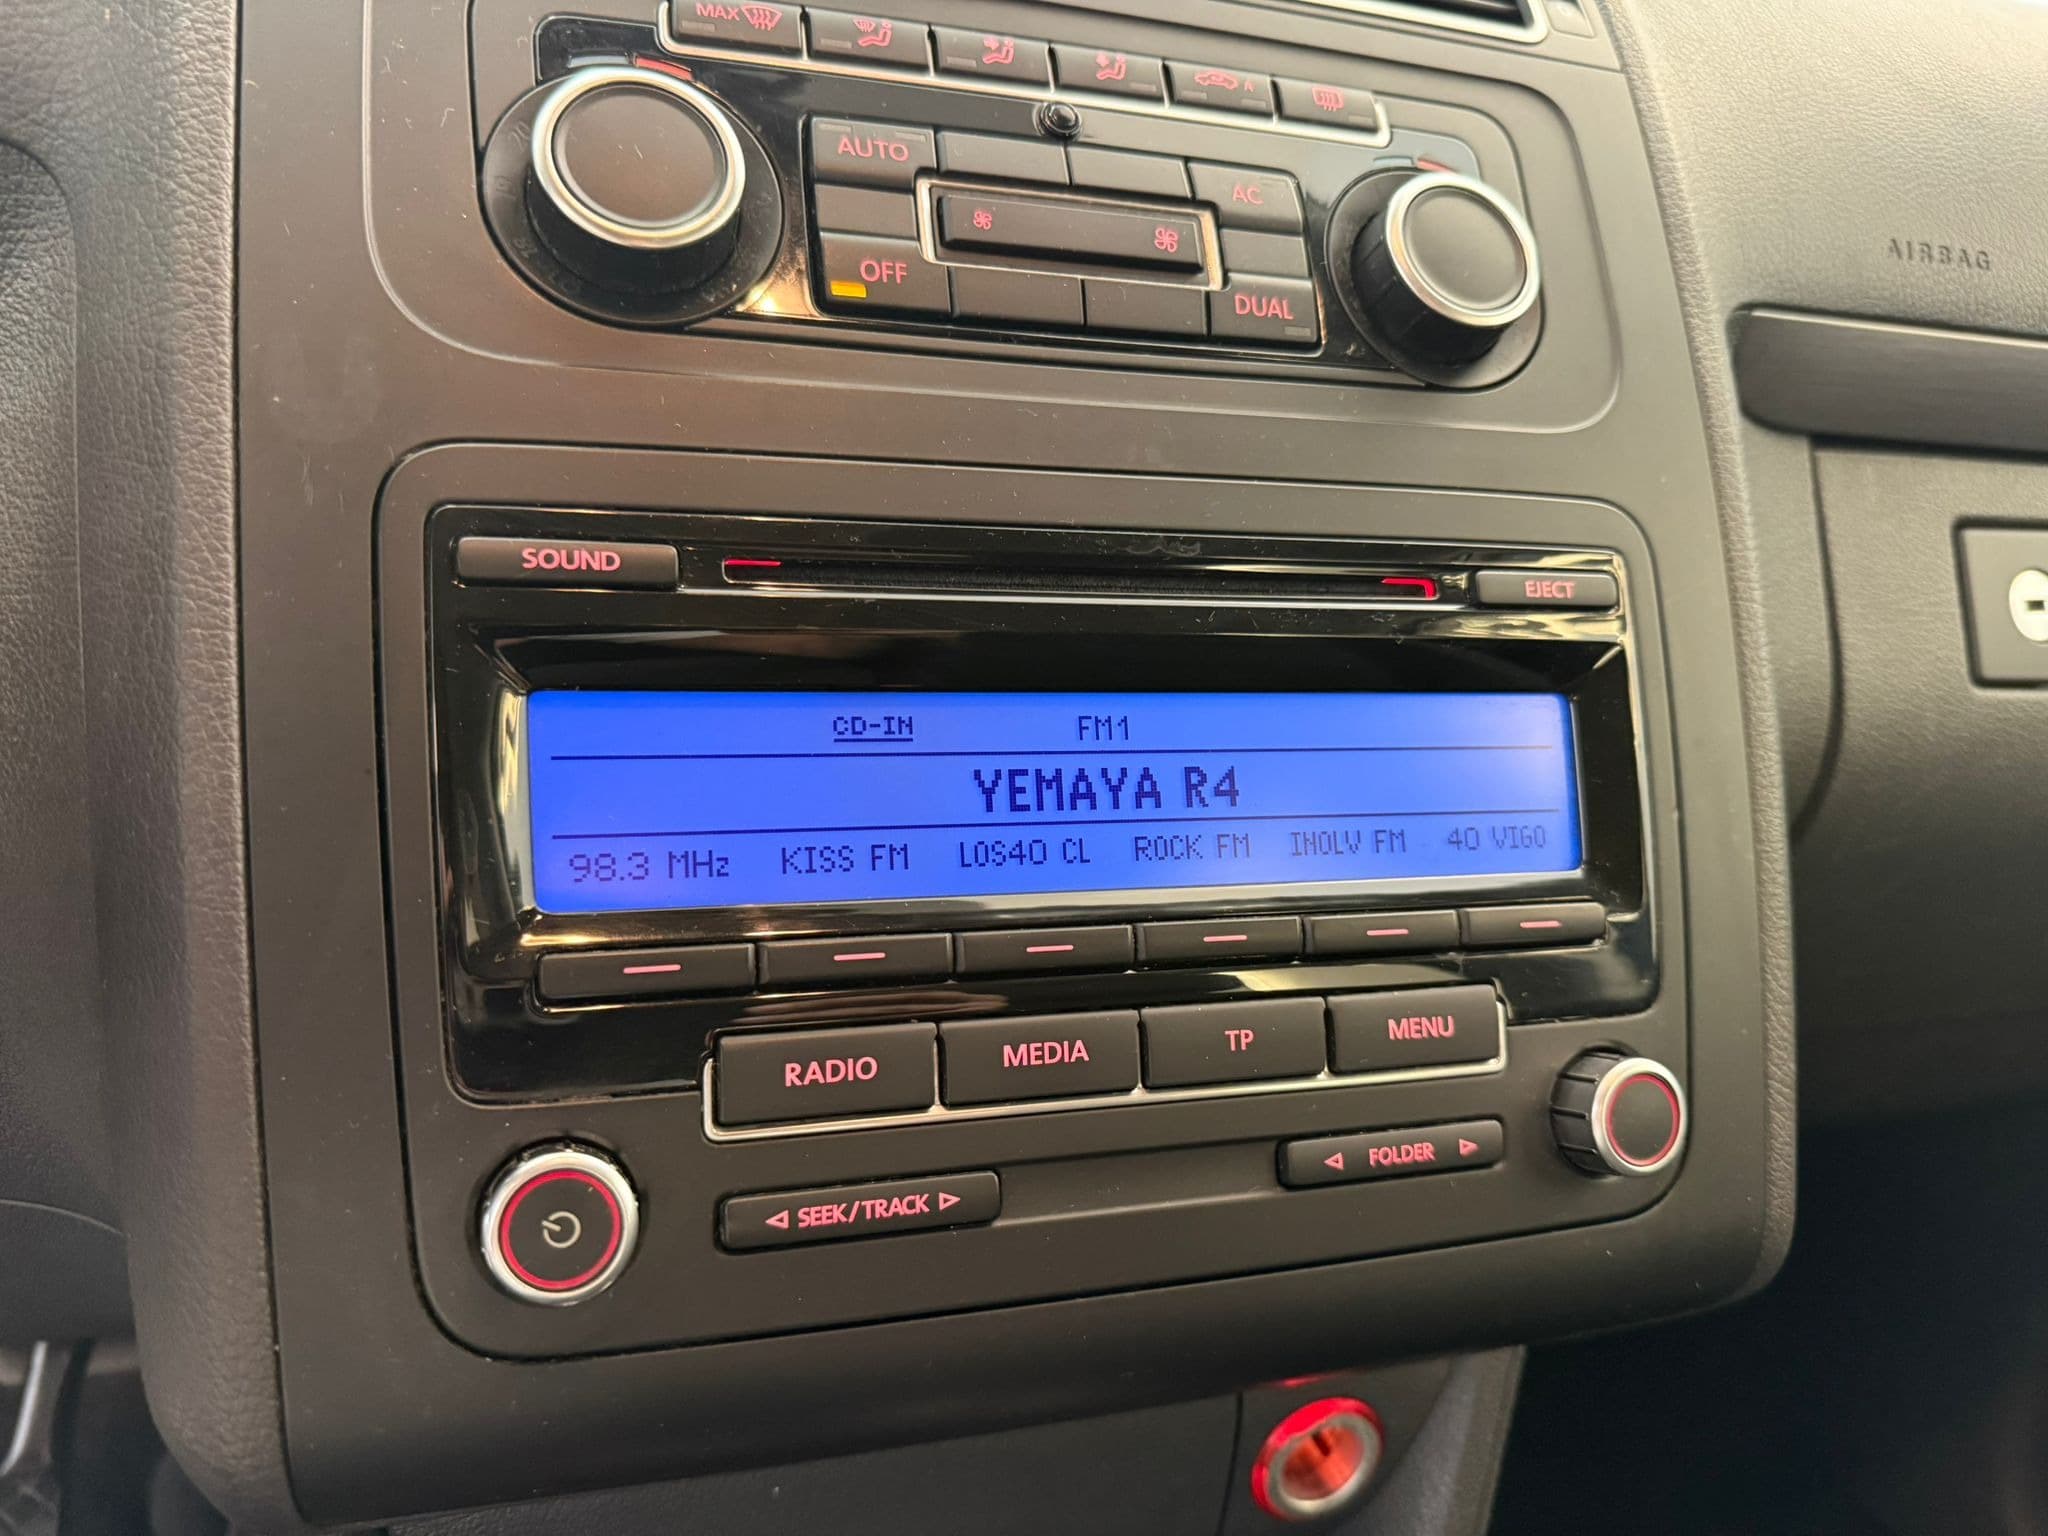 MAX
A
AUTO
AC
OFF
DUAL
AIRBAG
SOUND
EJECT
CD-IN FM1
YEMAYA R4
98.3 MHz KISS FM LOS40 CL ROCK FM INOLV FM 40 VIGO
RADIO MEDIA TP MENU
SEEK/TRACK
FOLDER